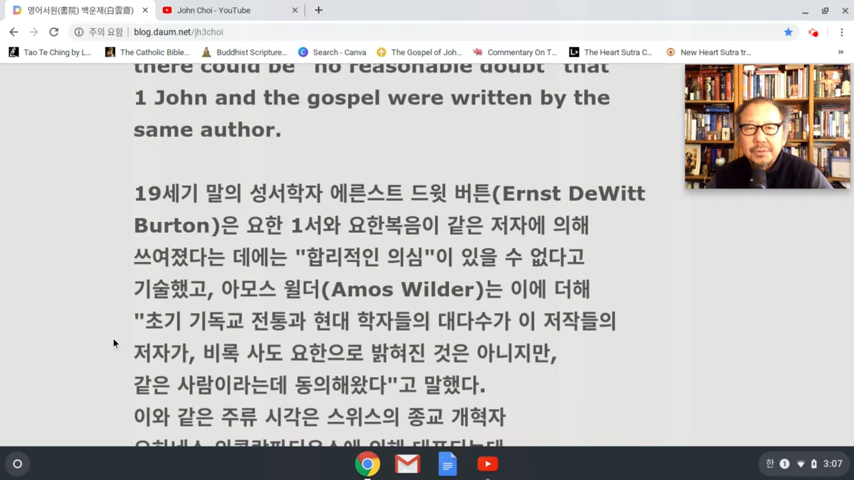 영어서원(書院) 백운재(白雲齋)
John Choi - YouTube
주의 요함
blog.daum.net/jh3choi
Tao Te Ching by L...
The Catholic Bible...
Buddhist Scripture...
Search - Canva
The Gospel of Joh...
Commentary On T...
The Heart Sutra C...
New Heart Sutra tr...
»
there could be "no reasonable doubt" that
1 John and the gospel were written by the
same author.
19세기 말의 성서학자 에른스트 드윗 버튼(Ernst DeWitt
Burton)은 요한 1서와 요한복음이 같은 저자에 의해
쓰여졌다는 데에는 "합리적인 의심"이 있을 수 없다고
기술했고, 아모스 윌더(Amos Wilder)는 이에 더해
"초기 기독교 전통과 현대 학자들의 대다수가 이 저작들의
저자가, 비록 사도 요한으로 밝혀진 것은 아니지만,
같은 사람이라는데 동의해왔다"고 말했다.
이와 같은 주류 시각은 스위스의 종교 개혁자
한
1
3:07